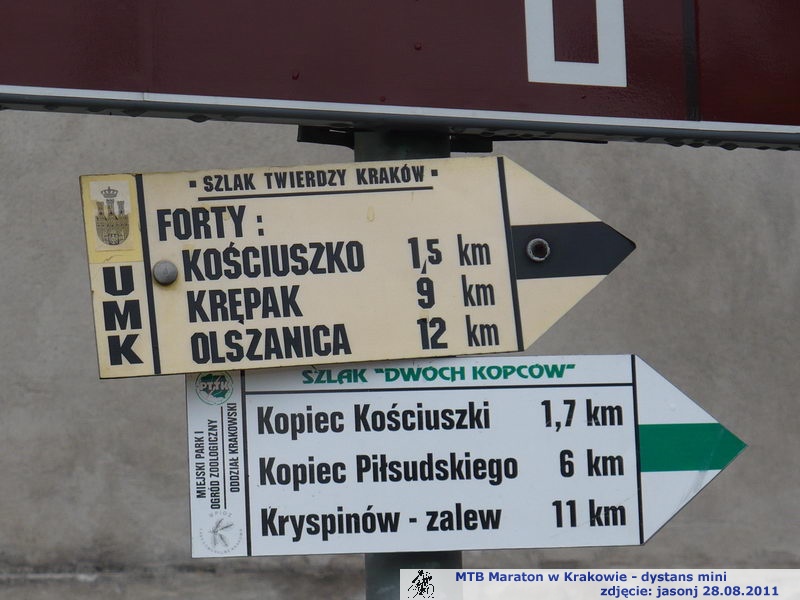 • SZLAK TWIERDZY KRAKÓW •
FORTY :
KOŚCIUSZKO 1,5 km
KRĘPAK 9 km
OLSZANICA 12 km
UMK
SZLAK "DWÓCH KOPCÓW"
PTTK
MIEJSKI PARK I
OGRÓD ZOOLOGICZNY
ODDZIAŁ KRAKOWSKI
Kopiec Kościuszki 1,7 km
Kopiec Piłsudskiego 6 km
Kryspinów - zalew 11 km
MTB Maraton w Krakowie - dystans mini
zdjęcie: jasonj 28.08.2011